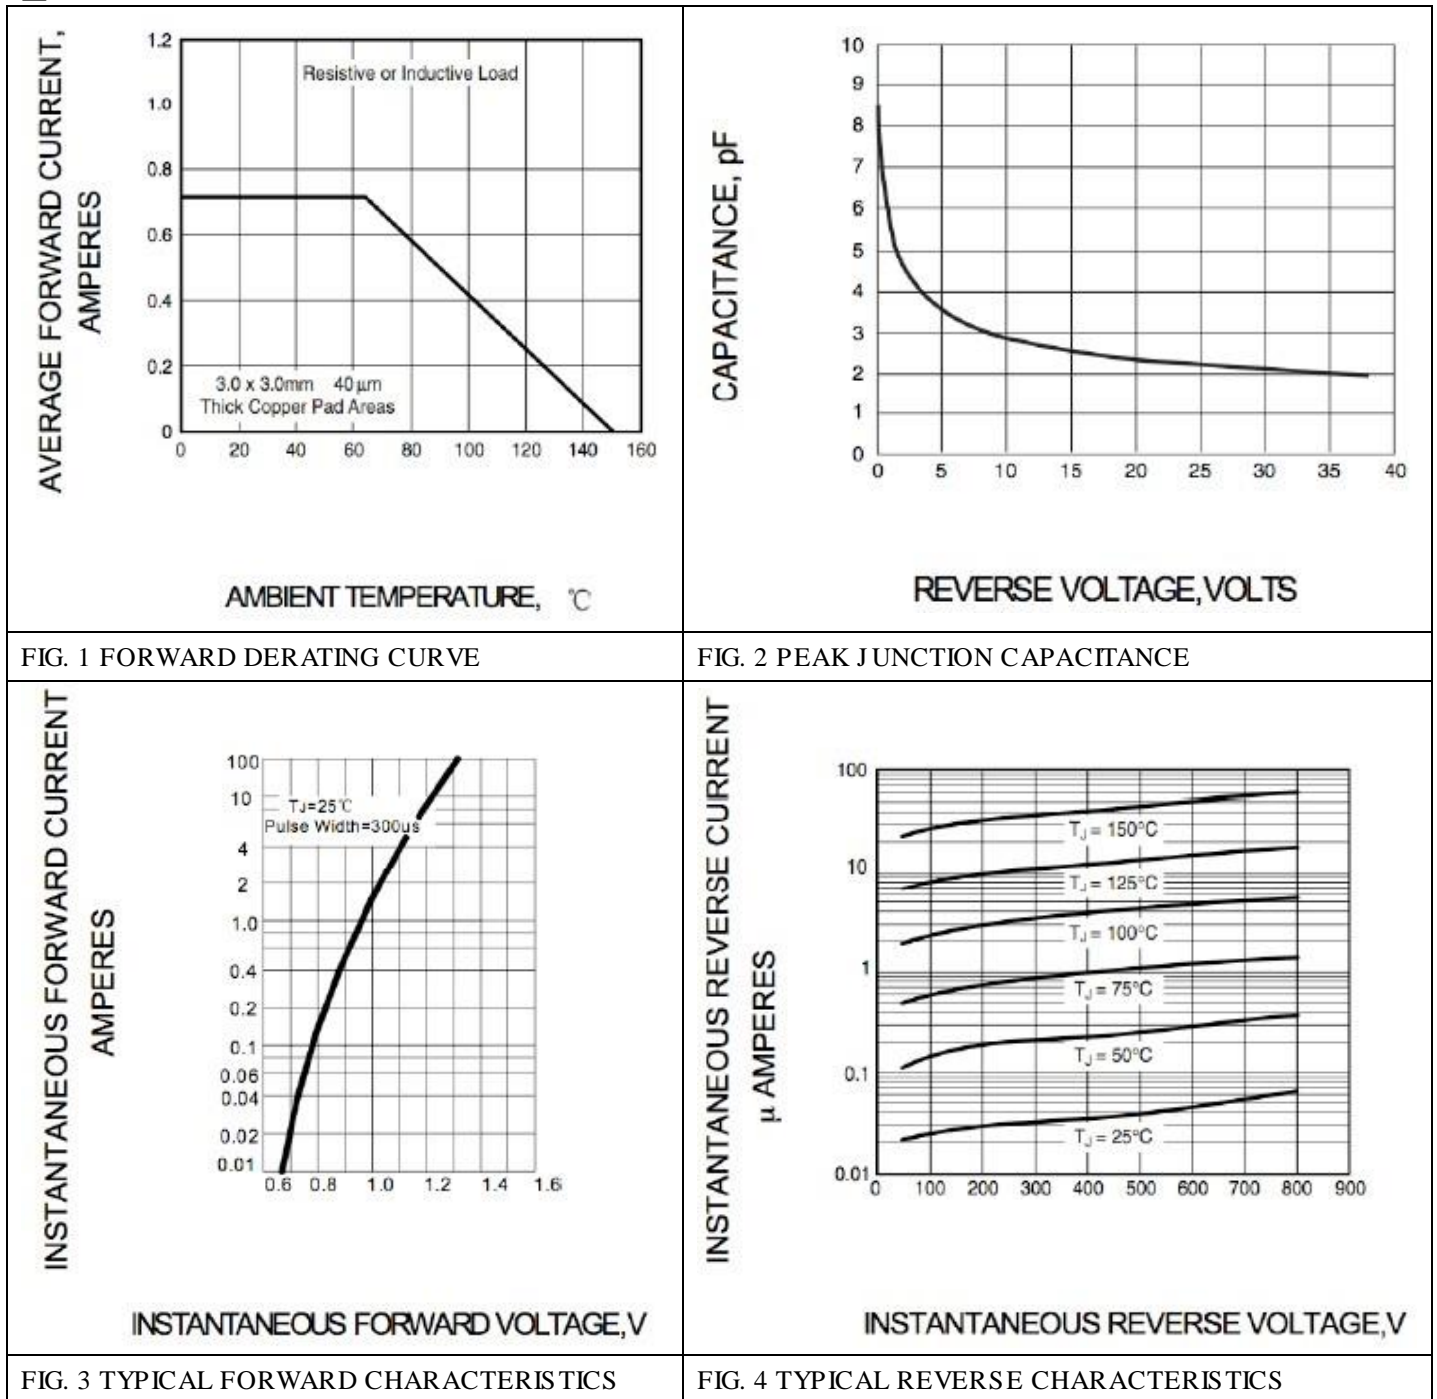 AVERAGE FORWARD CURRENT,
AMPERES
1.2
1.0
0.8
0.6
0.4
0.2
0
Resistive or Inductive Load
3.0 x 3.0mm 40 µm
Thick Copper Pad Areas
0 20 40 60 80 100 120 140 160
AMBIENT TEMPERATURE, ℃
FIG. 1 FORWARD DERATING CURVE
CAPACITANCE, pF
10
9
8
7
6
5
4
3
2
1
0
0 5 10 15 20 25 30 35 40
REVERSE VOLTAGE, VOLTS
FIG. 2 PEAK JUNCTION CAPACITANCE
INSTANTANEOUS FORWARD CURRENT
AMPERES
100
10
4
2
1.0
0.4
0.2
0.1
0.06
0.04
0.02
0.01
TJ=25℃
Pulse Width=300us
0.6 0.8 1.0 1.2 1.4 1.6
INSTANTANEOUS FORWARD VOLTAGE, V
FIG. 3 TYPICAL FORWARD CHARACTERISTICS
INSTANTANEOUS REVERSE CURRENT
µ AMPERES
100
10
1
0.1
0.01
TJ = 150°C
TJ = 125°C
TJ = 100°C
TJ = 75°C
TJ = 50°C
TJ = 25°C
0 100 200 300 400 500 600 700 800 900
INSTANTANEOUS REVERSE VOLTAGE, V
FIG. 4 TYPICAL REVERSE CHARACTERISTICS